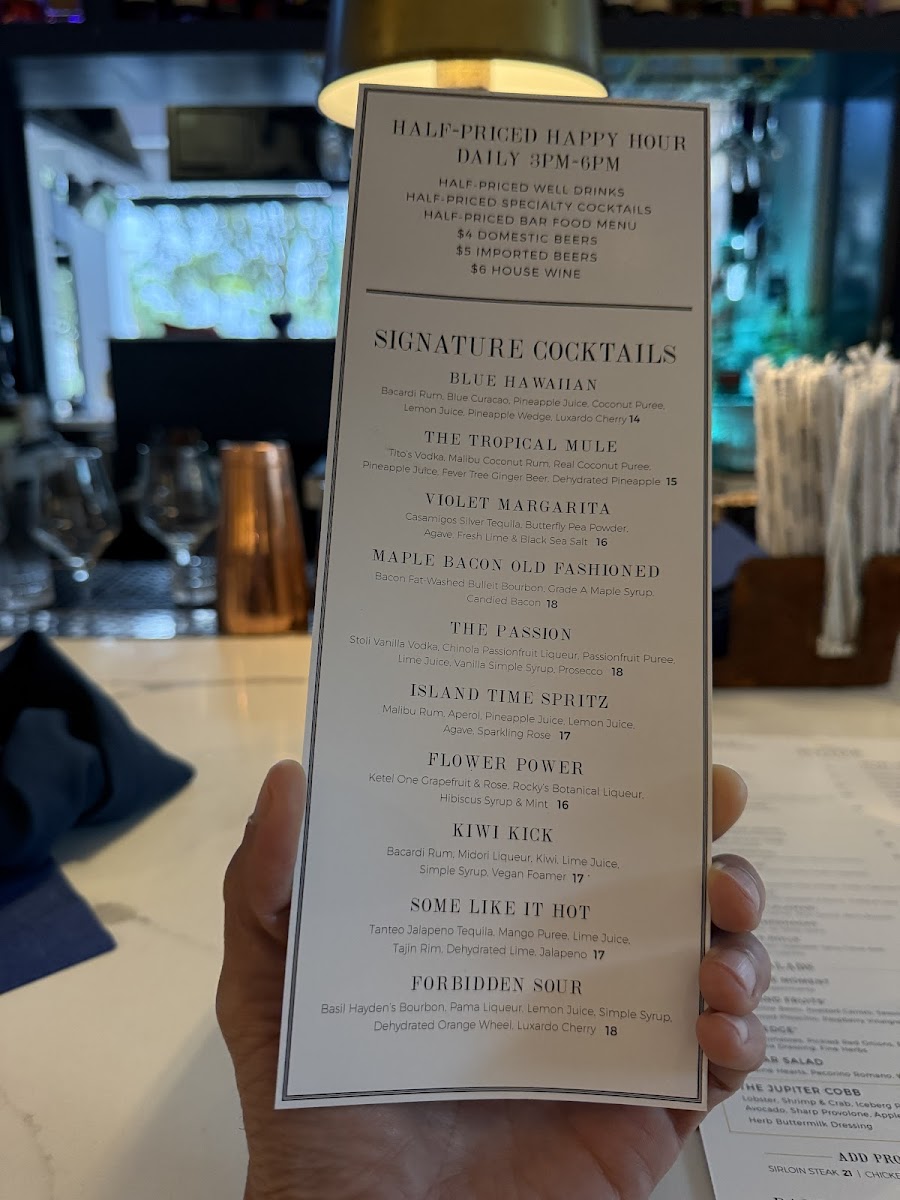 HALF-PRICED HAPPY HOUR
DAILY 3PM-6PM
HALF-PRICED WELL DRINKS
HALF-PRICED SPECIALTY COCKTAILS
HALF-PRICED BAR FOOD MENU
$4 DOMESTIC BEERS
$5 IMPORTED BEERS
$6 HOUSE WINE
SIGNATURE COCKTAILS
BLUE HAWAIIAN
Bacardi Rum, Blue Curacao, Pineapple Juice, Coconut Puree,
Lemon Juice, Pineapple Wedge, Luxardo Cherry 14
THE TROPICAL MULE
Tito's Vodka, Malibu Coconut Rum, Real Coconut Puree,
Pineapple Juice, Fever Tree Ginger Beer, Dehydrated Pineapple 15
VIOLET MARGARITA
Casamigos Silver Tequila, Butterfly Pea Powder,
Agave, Fresh Lime & Black Sea Salt 16
MAPLE BACON OLD FASHIONED
Bacon Fat-Washed Bulleit Bourbon, Grade A Maple Syrup,
Candied Bacon 18
THE PASSION
Stoli Vanilla Vodka, Chinola Passionfruit Liqueur, Passionfruit Puree,
Lime Juice, Vanilla Simple Syrup, Prosecco 18
ISLAND TIME SPRITZ
Malibu Rum, Aperol, Pineapple Juice, Lemon Juice,
Agave, Sparkling Rose 17
FLOWER POWER
Ketel One Grapefruit & Rose, Rocky's Botanical Liqueur,
Hibiscus Syrup & Mint 16
KIWI KICK
Bacardi Rum, Midori Liqueur, Kiwi, Lime Juice,
Simple Syrup, Vegan Foamer 17
SOME LIKE IT HOT
Tanteo Jalapeno Tequila, Mango Puree, Lime Juice,
Tajin Rim, Dehydrated Lime, Jalapeno 17
FORBIDDEN SOUR
Basil Hayden's Bourbon, Pama Liqueur, Lemon Juice, Simple Syrup,
Dehydrated Orange Wheel, Luxardo Cherry 18
SALAD
Pecorino Romano
THE JUPITER COBB
Lobster, Shrimp & Crab, Iceberg
Avocado, Sharp Provolone,
Herb Buttermilk Dressing
ADD
SIRLOIN STEAK 21 |